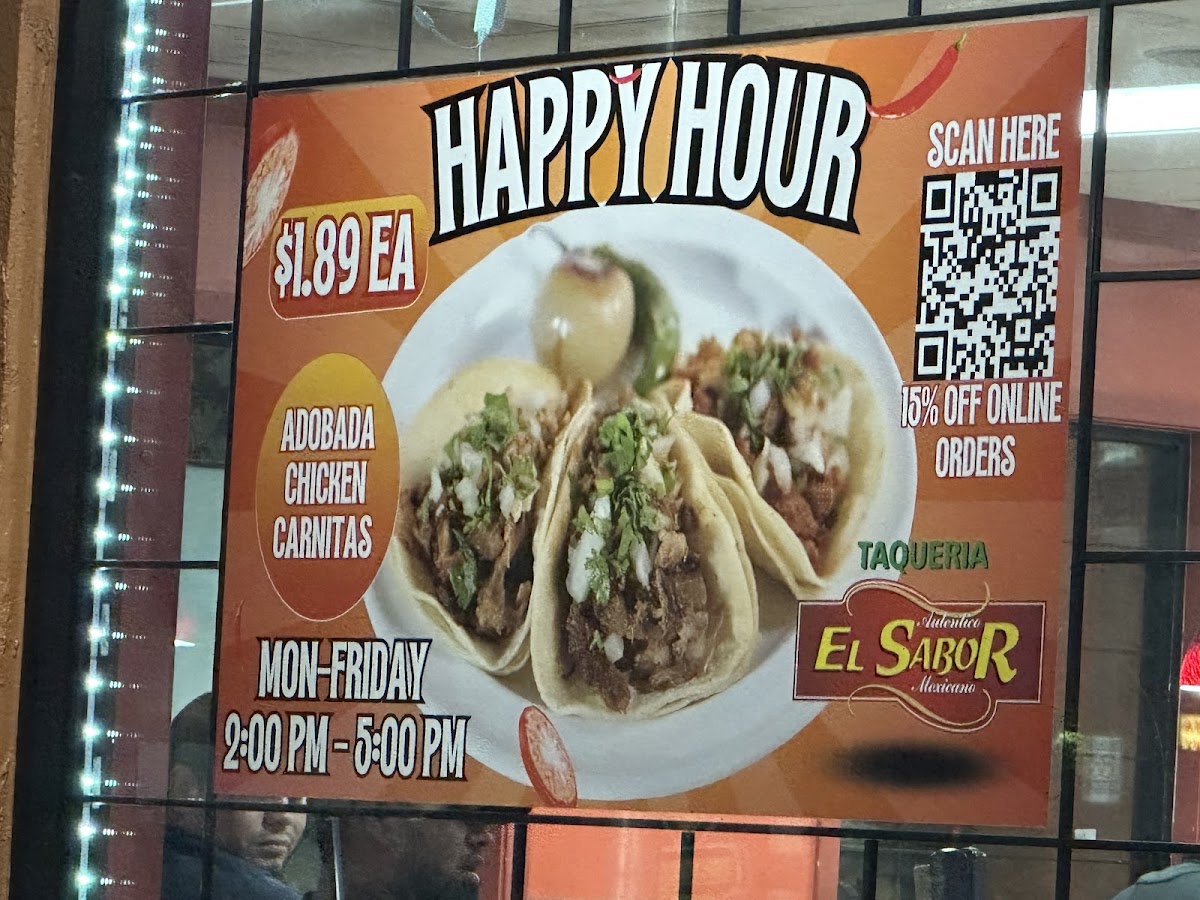 HAPPY HOUR
$1.89 EA
ADOBADA
CHICKEN
CARNITAS
MON-FRIDAY
2:00 PM - 5:00 PM
SCAN HERE
15% OFF ONLINE
ORDERS
TAQUERIA
Autentico
EL SABOR
Mexicano